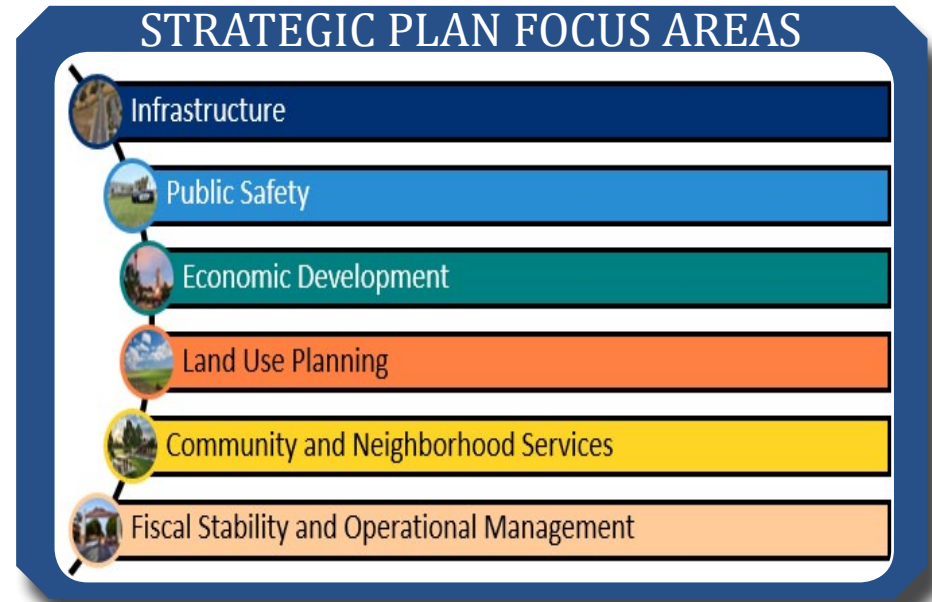 STRATEGIC PLAN FOCUS AREAS
Infrastructure
Public Safety
Economic Development
Land Use Planning
Community and Neighborhood Services
Fiscal Stability and Operational Management